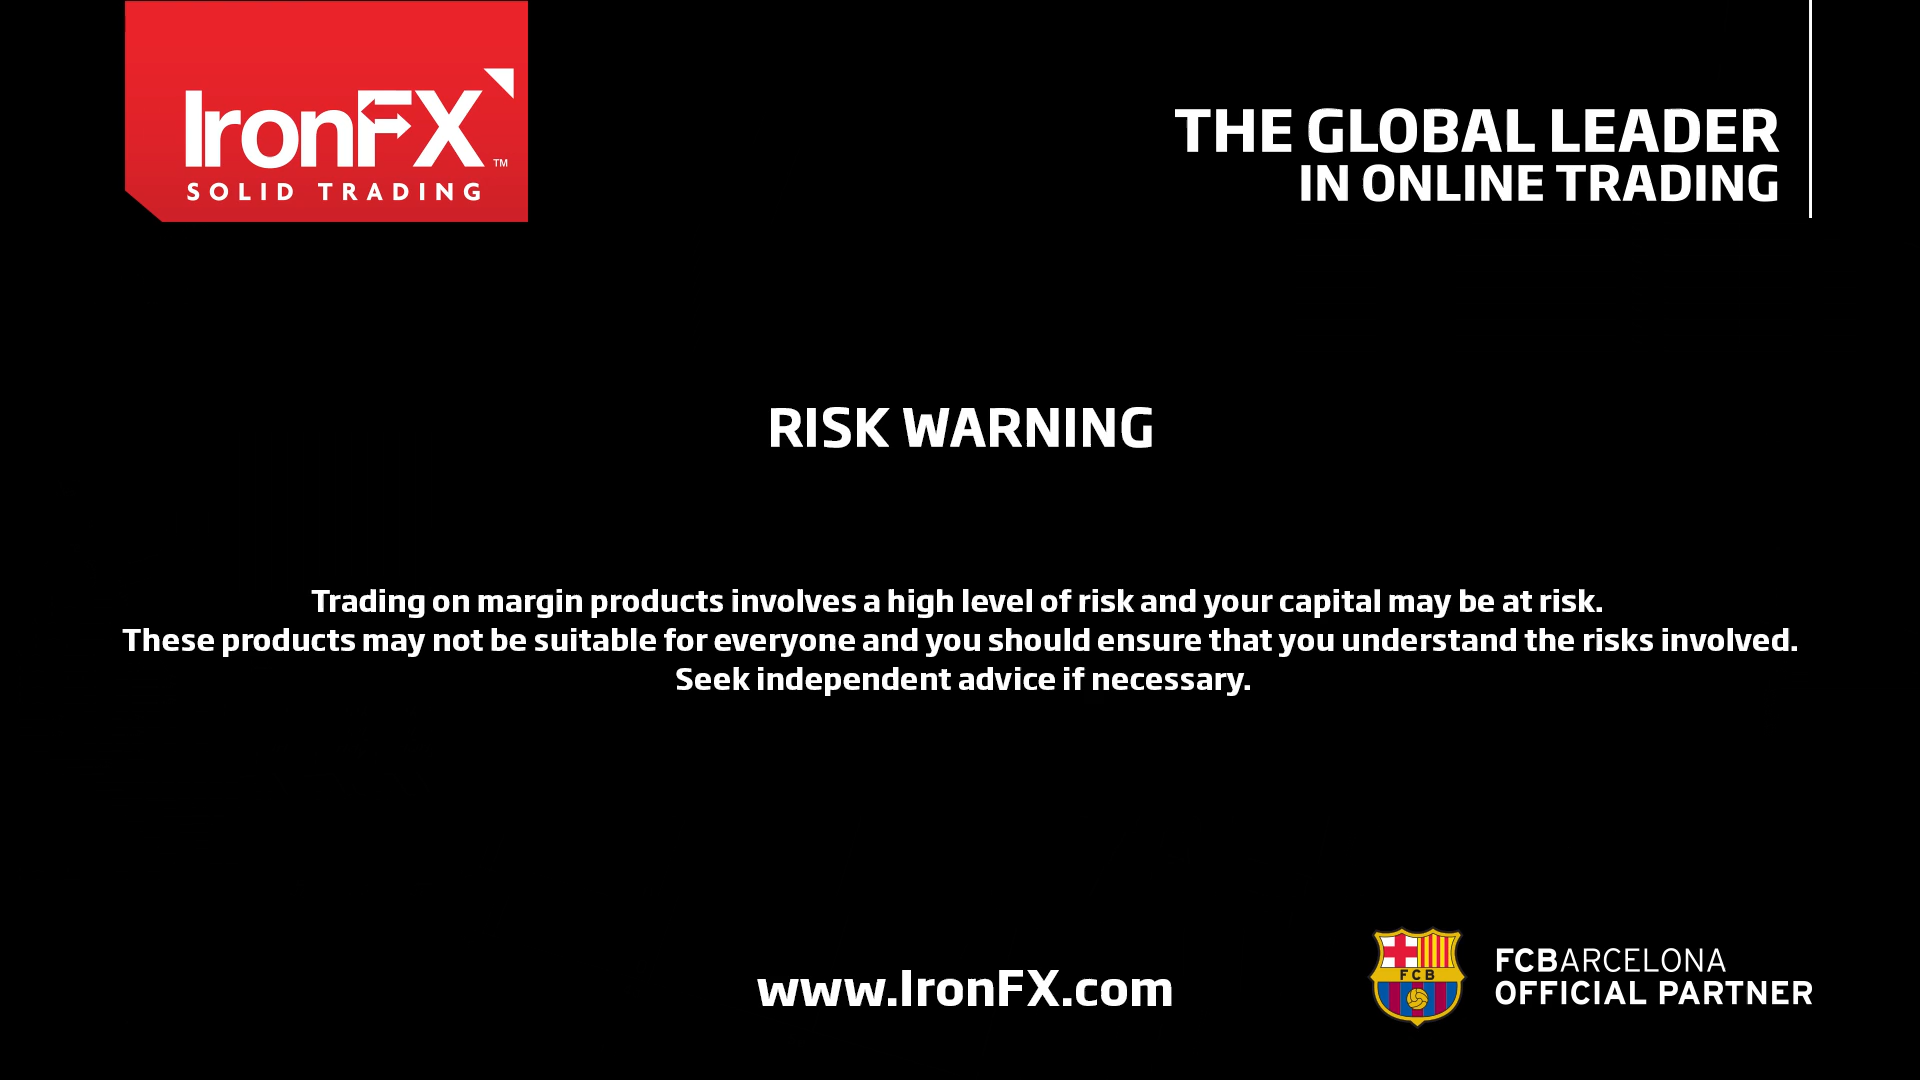 IronFX ™
SOLID TRADING
THE GLOBAL LEADER
IN ONLINE TRADING
RISK WARNING
Trading on margin products involves a high level of risk and your capital may be at risk.
These products may not be suitable for everyone and you should ensure that you understand the risks involved.
Seek independent advice if necessary.
www.IronFX.com
FCB
FCBARCELONA
OFFICIAL PARTNER